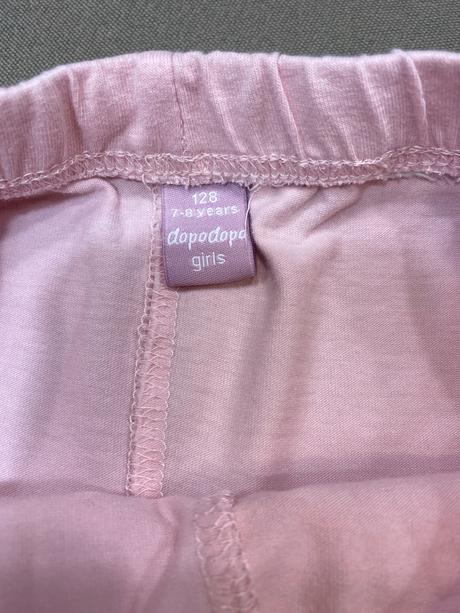 128
7-8 years
dopodopo
girls